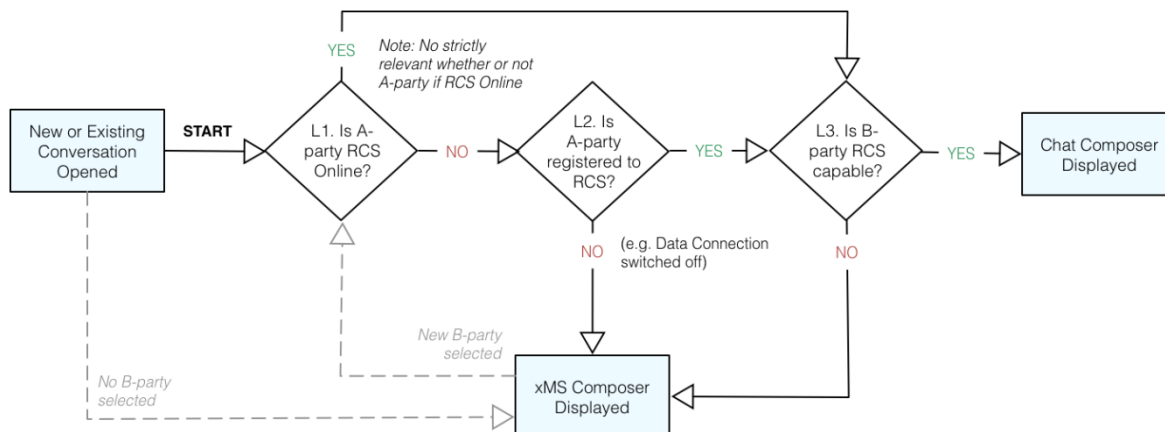 YES
Note: No strictly
relevant whether or not
A-party if RCS Online
New or Existing
Conversation
Opened
START
L1. Is A-
party RCS
Online?
NO
L2. Is
A-party
registered to
RCS?
YES
L3. Is B-
party RCS
capable?
YES
Chat Composer
Displayed
NO
(e.g. Data Connection
switched off)
NO
New B-party
selected
No B-party
selected
xMS Composer
Displayed